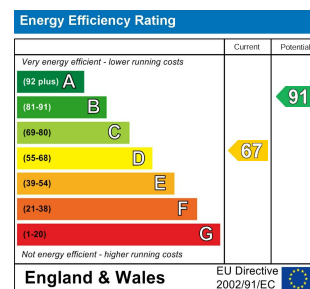 Energy Efficiency Rating
Current Potential
Very energy efficient - lower running costs
(92 plus) A
(81-91) B
91
(69-80) C
(55-68) D
67
(39-54) E
(21-38) F
(1-20) G
Not energy efficient - higher running costs
England & Wales
EU Directive
2002/91/EC